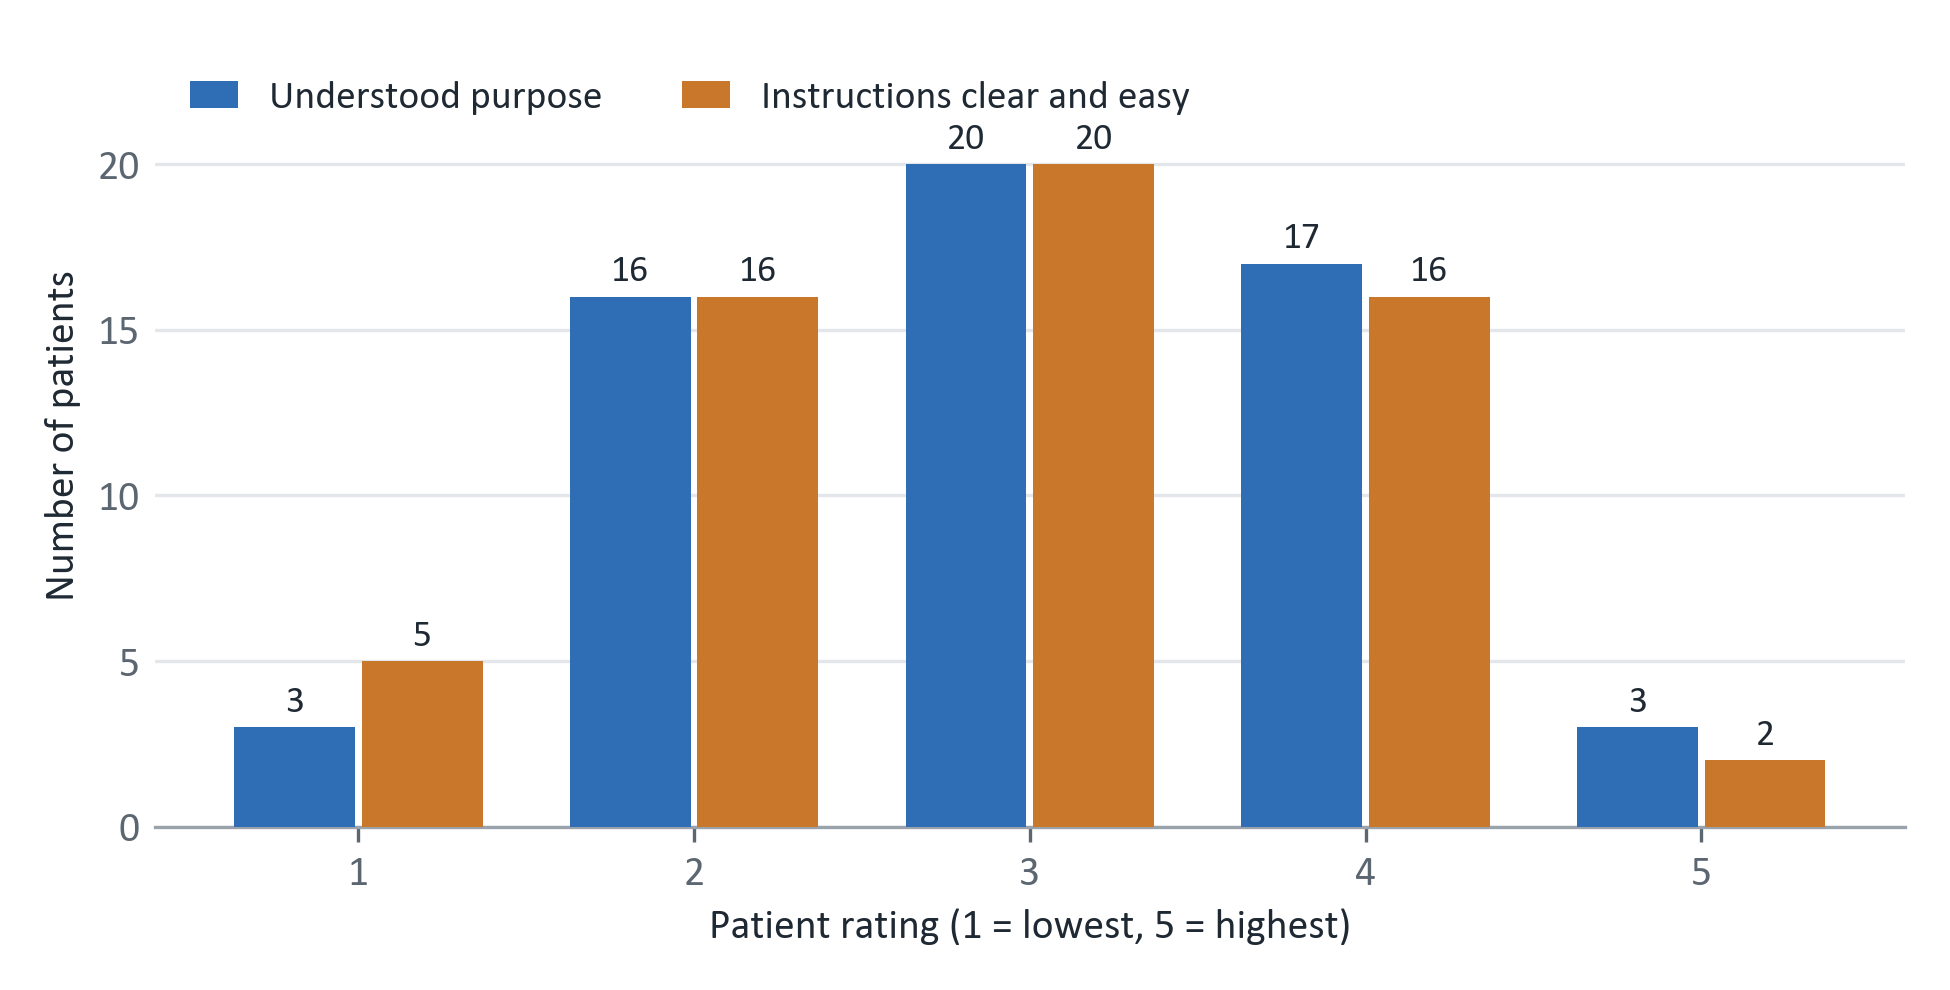 Understood purpose
Instructions clear and easy
20 20
20
17
16 16 16
15
Number of patients
10
5
5
3 3
2
0
1 2 3 4 5
Patient rating (1 = lowest, 5 = highest)